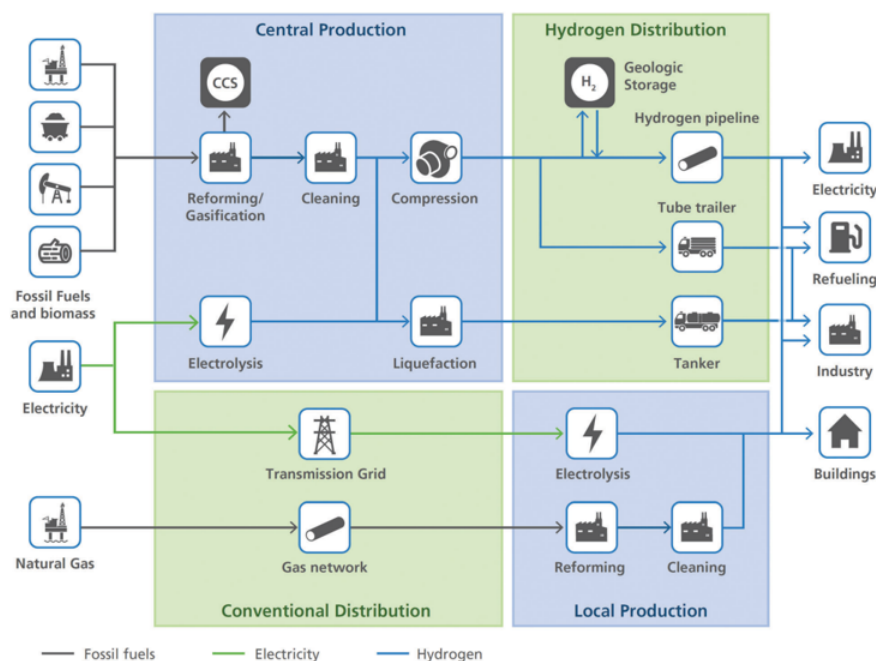 Central Production
Hydrogen Distribution
CCS
H2
Geologic
Storage
Hydrogen pipeline
Reforming/
Gasification
Cleaning
Compression
Electricity
Tube trailer
Fossil Fuels
and biomass
Refueling
Electrolysis
Liquefaction
Tanker
Industry
Electricity
Transmission Grid
Electrolysis
Buildings
Natural Gas
Gas network
Reforming
Cleaning
Conventional Distribution
Local Production
Fossil fuels
Electricity
Hydrogen